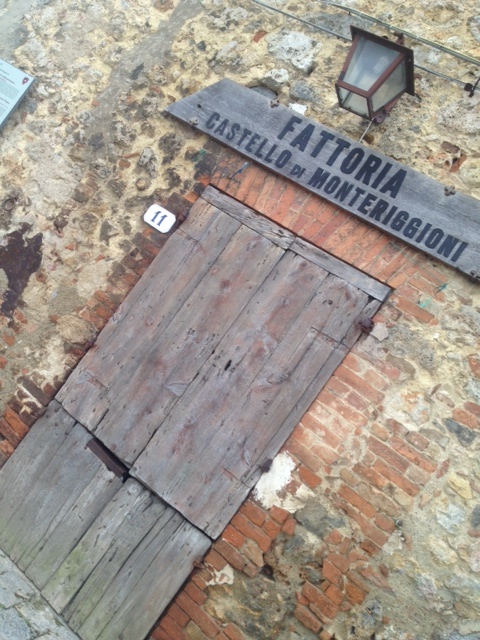 FATTORIA
CASTELLO DI MONTERIGGIONI
11